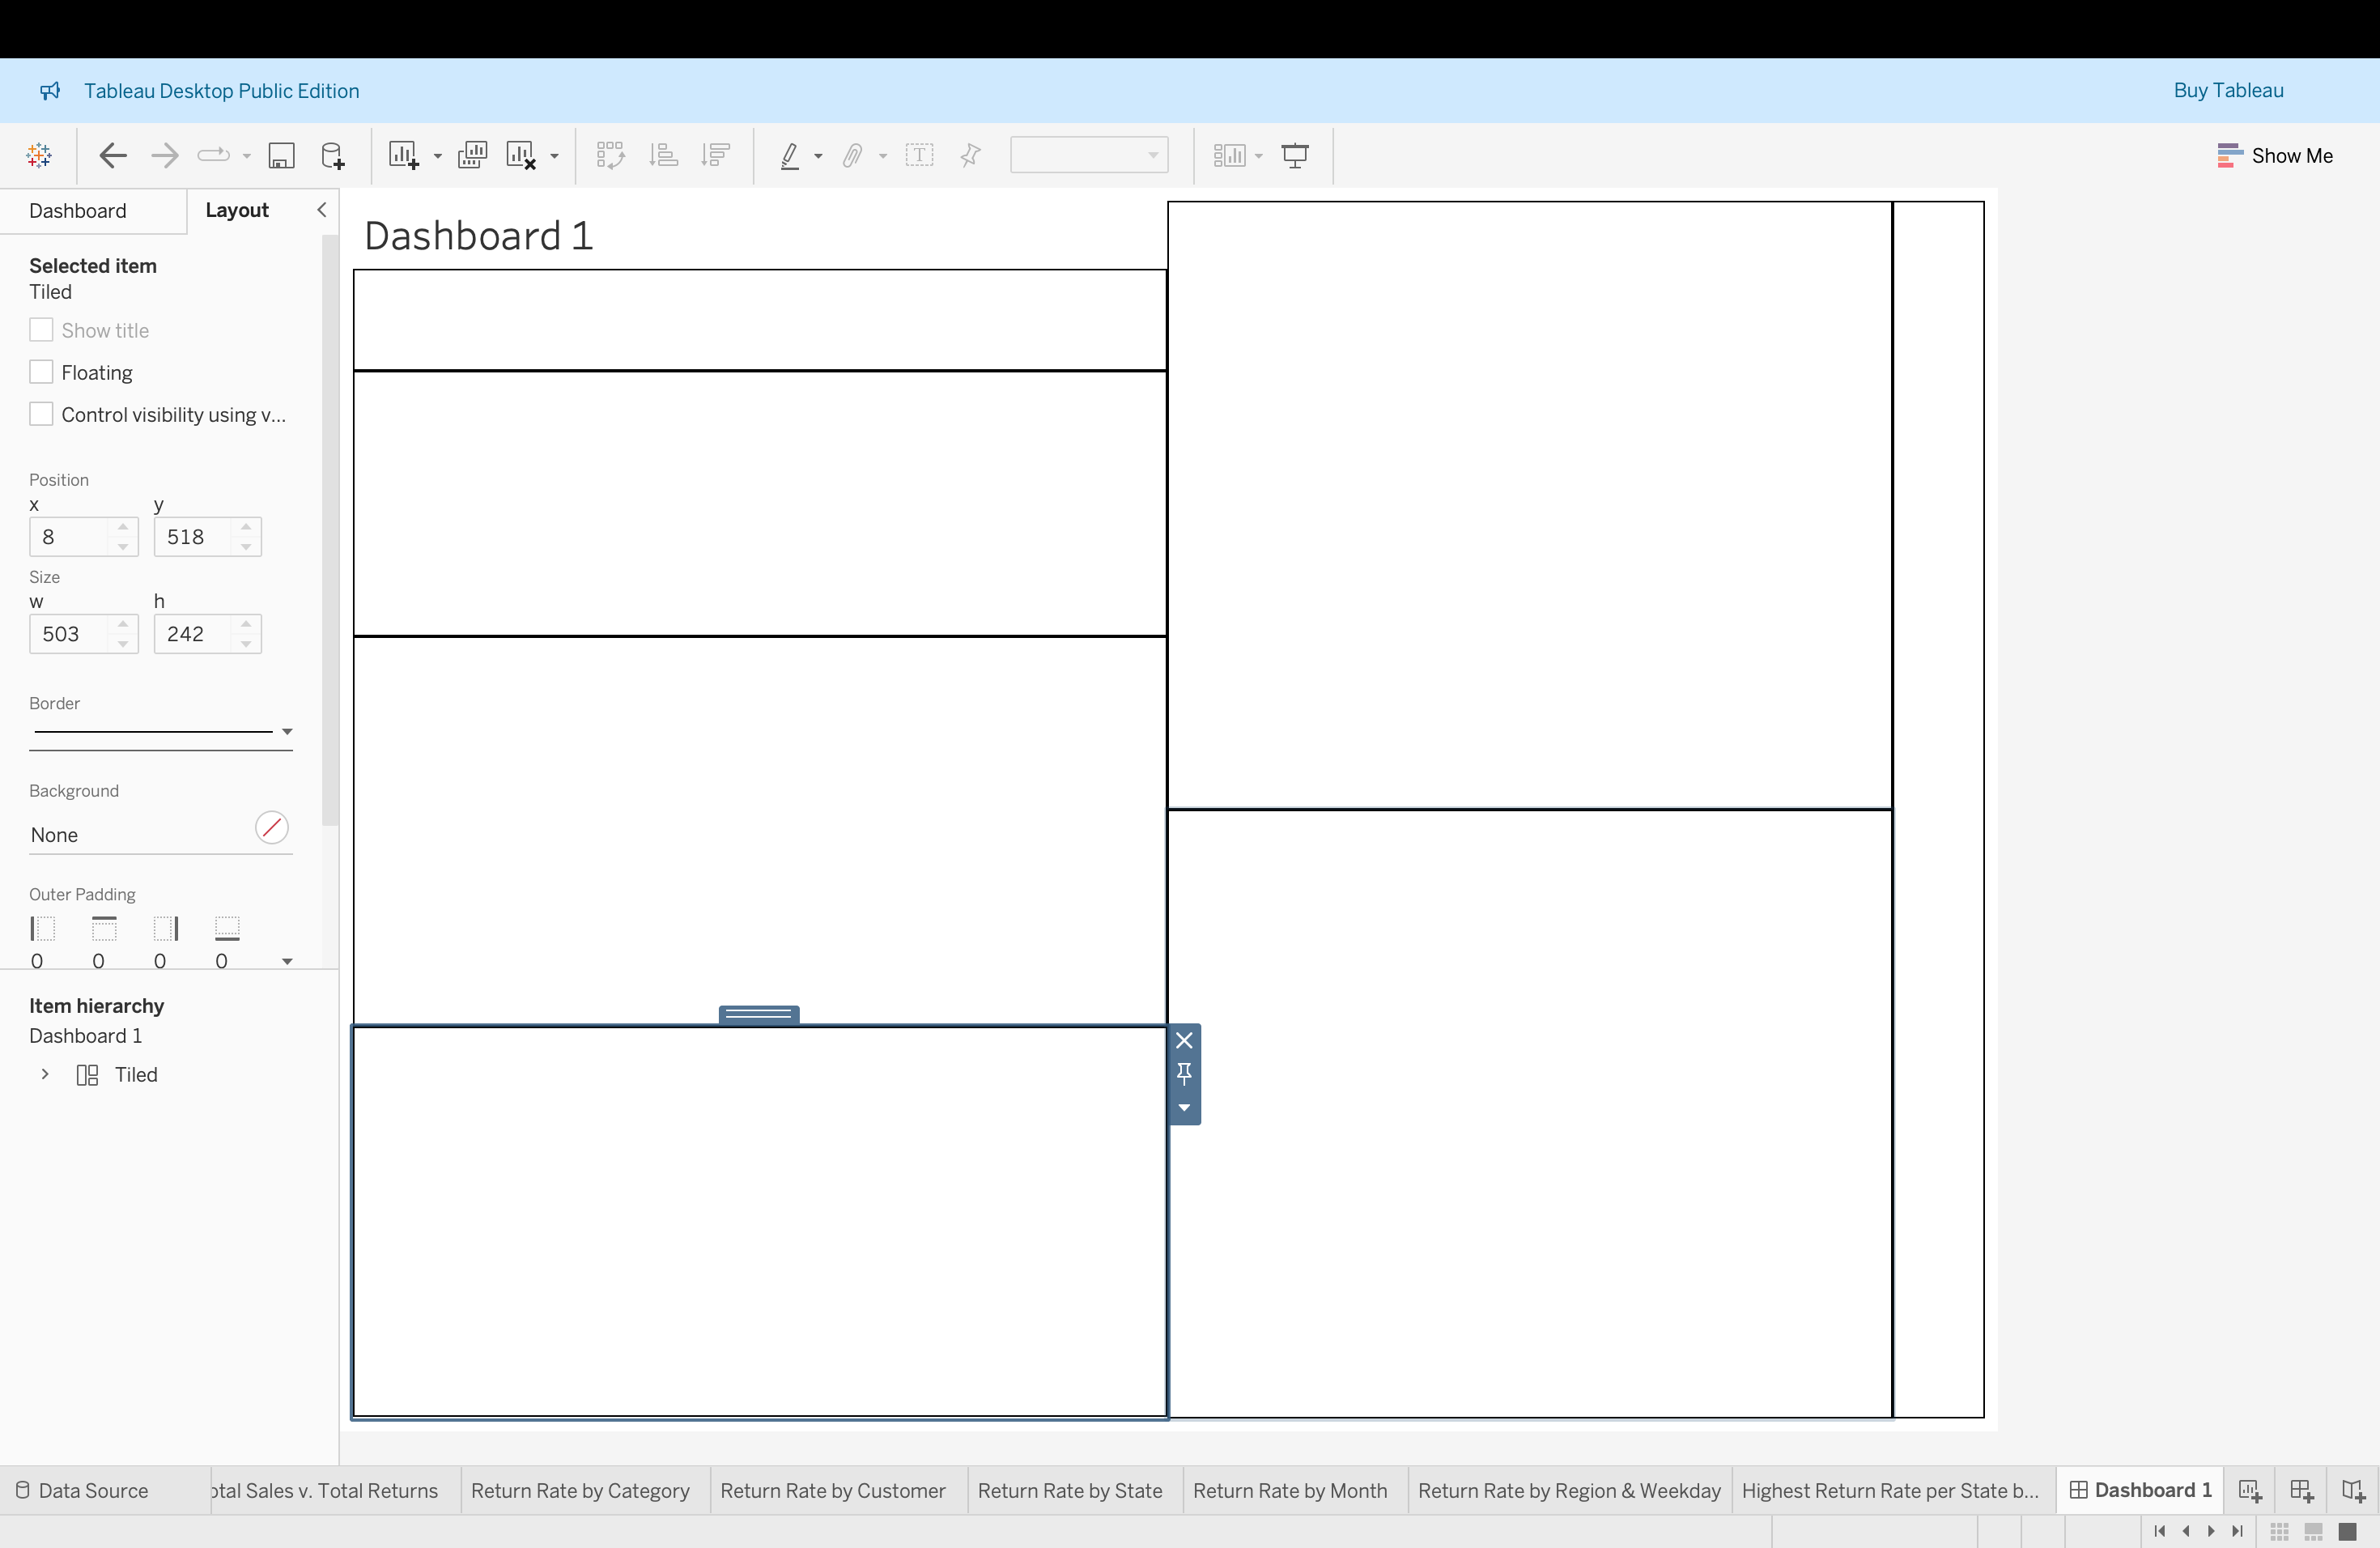 Tableau Desktop Public Edition
Buy Tableau
Show Me
Dashboard
Layout
Selected item
Tiled
Show title
Floating
Control visibility using v...
Position
x y
8 518
Size
w h
503 242
Border
Background
None
Outer Padding
0 0 0 0
Item hierarchy
Dashboard 1
Tiled
Dashboard 1
Data Source
otal Sales v. Total Returns
Return Rate by Category
Return Rate by Customer
Return Rate by State
Return Rate by Month
Return Rate by Region & Weekday
Highest Return Rate per State b...
Dashboard 1